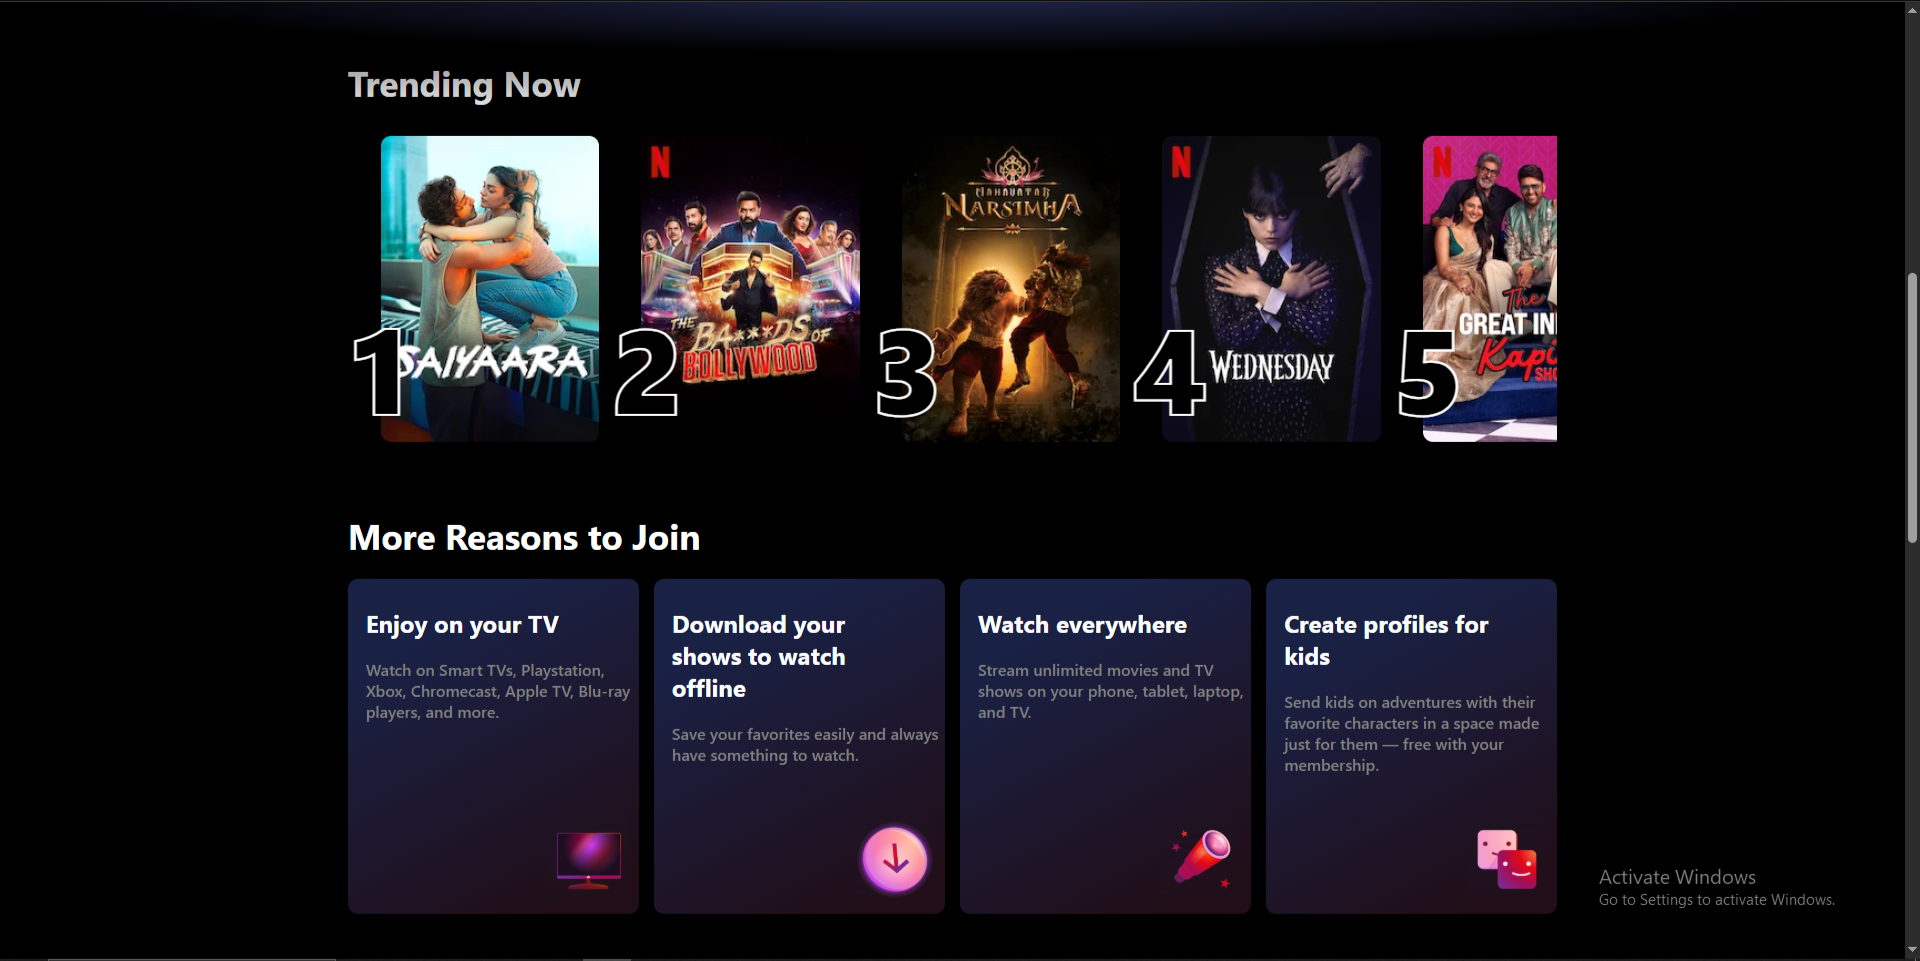 Trending Now
N
N
N
MAHAVATAR
NARSIMHA
THE
BA***DS OF
BOLLYWOOD
The
GREAT IN
Kapi
SHO
1
SAIYAARA
2
3
4
WEDNESDAY
5
More Reasons to Join
Enjoy on your TV
Watch on Smart TVs, Playstation,
Xbox, Chromecast, Apple TV, Blu-ray
players, and more.
Download your
shows to watch
offline
Save your favorites easily and always
have something to watch.
Watch everywhere
Stream unlimited movies and TV
shows on your phone, tablet, laptop,
and TV.
Create profiles for
kids
Send kids on adventures with their
favorite characters in a space made
just for them — free with your
membership.
Activate Windows
Go to Settings to activate Windows.